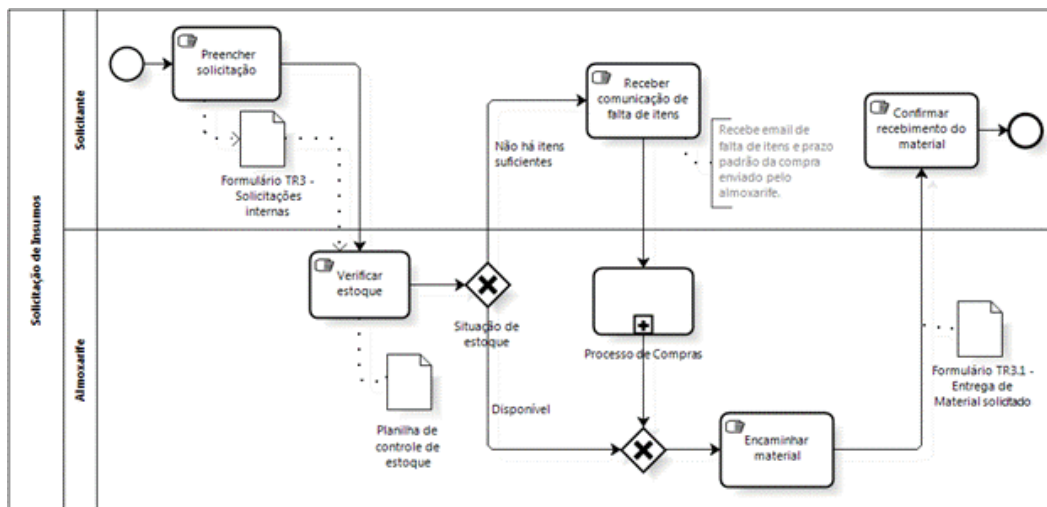 Solicitação de Insumos
Solicitante
Preencher
solicitação
Formulário TR3 -
Solicitações
internas
Não há itens
suficientes
Receber
comunicação de
falta de itens
Recebe email de
falta de itens e prazo
padrão da compra
enviado pelo
almoxarife.
Confirmar
recebimento do
material
Almoxarife
Verificar
estoque
Planilha de
controle de
estoque
Situação de
estoque
Disponível
Processo de Compras
Encaminhar
material
Formulário TR3.1 -
Entrega de
Material solicitado